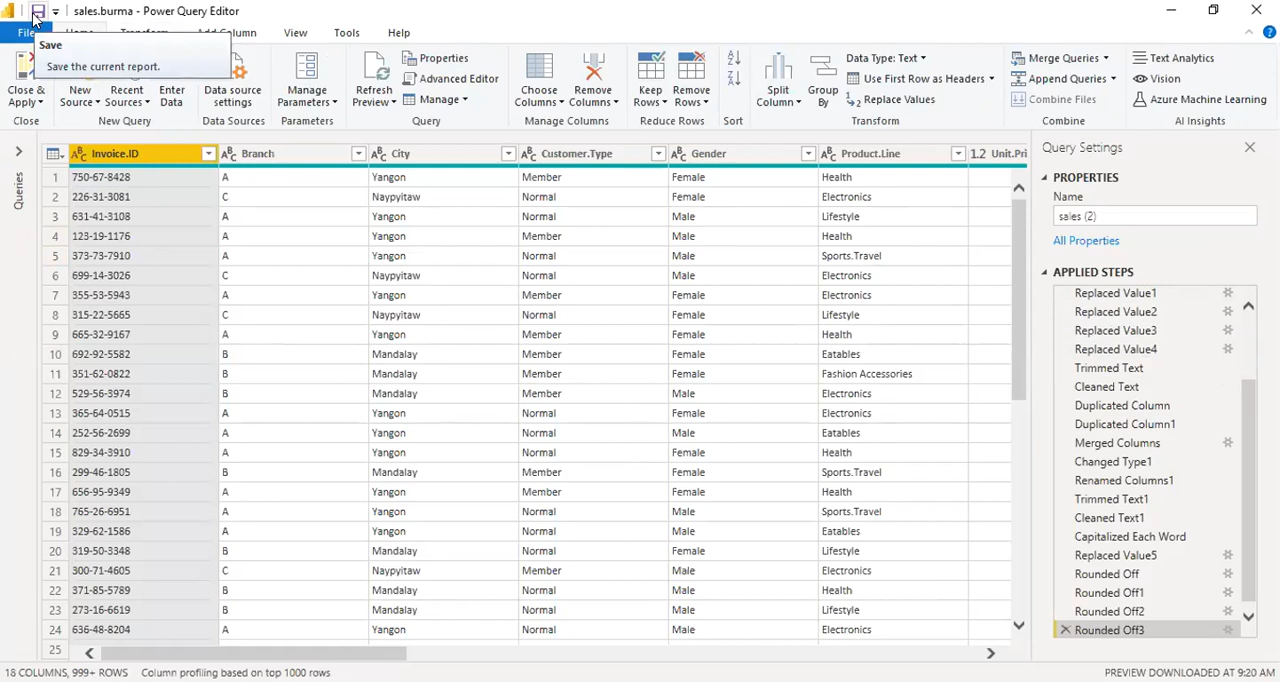 sales.burma - Power Query Editor
File Home Transform Add Column View Tools Help
Save
Save the current report.
Close & Apply
New Source
Recent Sources
Enter Data
Data source settings
Manage Parameters
Refresh Preview
Properties
Advanced Editor
Manage
Choose Columns
Remove Columns
Keep Rows
Remove Rows
Split Column
Group By
Data Type: Text
Use First Row as Headers
Replace Values
Merge Queries
Append Queries
Combine Files
Text Analytics
Vision
Azure Machine Learning
Close New Query Data Sources Parameters Query Manage Columns Reduce Rows Sort Transform Combine AI Insights
Queries
Invoice.ID Branch City Customer.Type Gender Product.Line 1.2 Unit.Pri
1 750-67-8428 A Yangon Member Female Health
2 226-31-3081 C Naypyitaw Normal Female Electronics
3 631-41-3108 A Yangon Normal Male Lifestyle
4 123-19-1176 A Yangon Member Male Health
5 373-73-7910 A Yangon Normal Male Sports.Travel
6 699-14-3026 C Naypyitaw Normal Male Electronics
7 355-53-5943 A Yangon Member Female Electronics
8 315-22-5665 C Naypyitaw Normal Female Lifestyle
9 665-32-9167 A Yangon Member Female Health
10 692-92-5582 B Mandalay Member Female Eatables
11 351-62-0822 B Mandalay Member Female Fashion Accessories
12 529-56-3974 B Mandalay Member Male Electronics
13 365-64-0515 A Yangon Normal Female Electronics
14 252-56-2699 A Yangon Normal Male Eatables
15 829-34-3910 A Yangon Normal Female Health
16 299-46-1805 B Mandalay Member Female Sports.Travel
17 656-95-9349 A Yangon Member Female Health
18 765-26-6951 A Yangon Normal Male Sports.Travel
19 329-62-1586 A Yangon Normal Male Eatables
20 319-50-3348 B Mandalay Normal Female Lifestyle
21 300-71-4605 C Naypyitaw Member Male Electronics
22 371-85-5789 B Mandalay Normal Male Health
23 273-16-6619 B Mandalay Normal Male Lifestyle
24 636-48-8204 A Yangon Normal Male Electronics
25
Query Settings
PROPERTIES
Name
sales (2)
All Properties
APPLIED STEPS
Replaced Value1
Replaced Value2
Replaced Value3
Replaced Value4
Trimmed Text
Cleaned Text
Duplicated Column
Duplicated Column1
Merged Columns
Changed Type1
Renamed Columns1
Trimmed Text1
Cleaned Text1
Capitalized Each Word
Replaced Value5
Rounded Off
Rounded Off1
Rounded Off2
Rounded Off3
18 COLUMNS, 999+ ROWS Column profiling based on top 1000 rows PREVIEW DOWNLOADED AT 9:20 AM